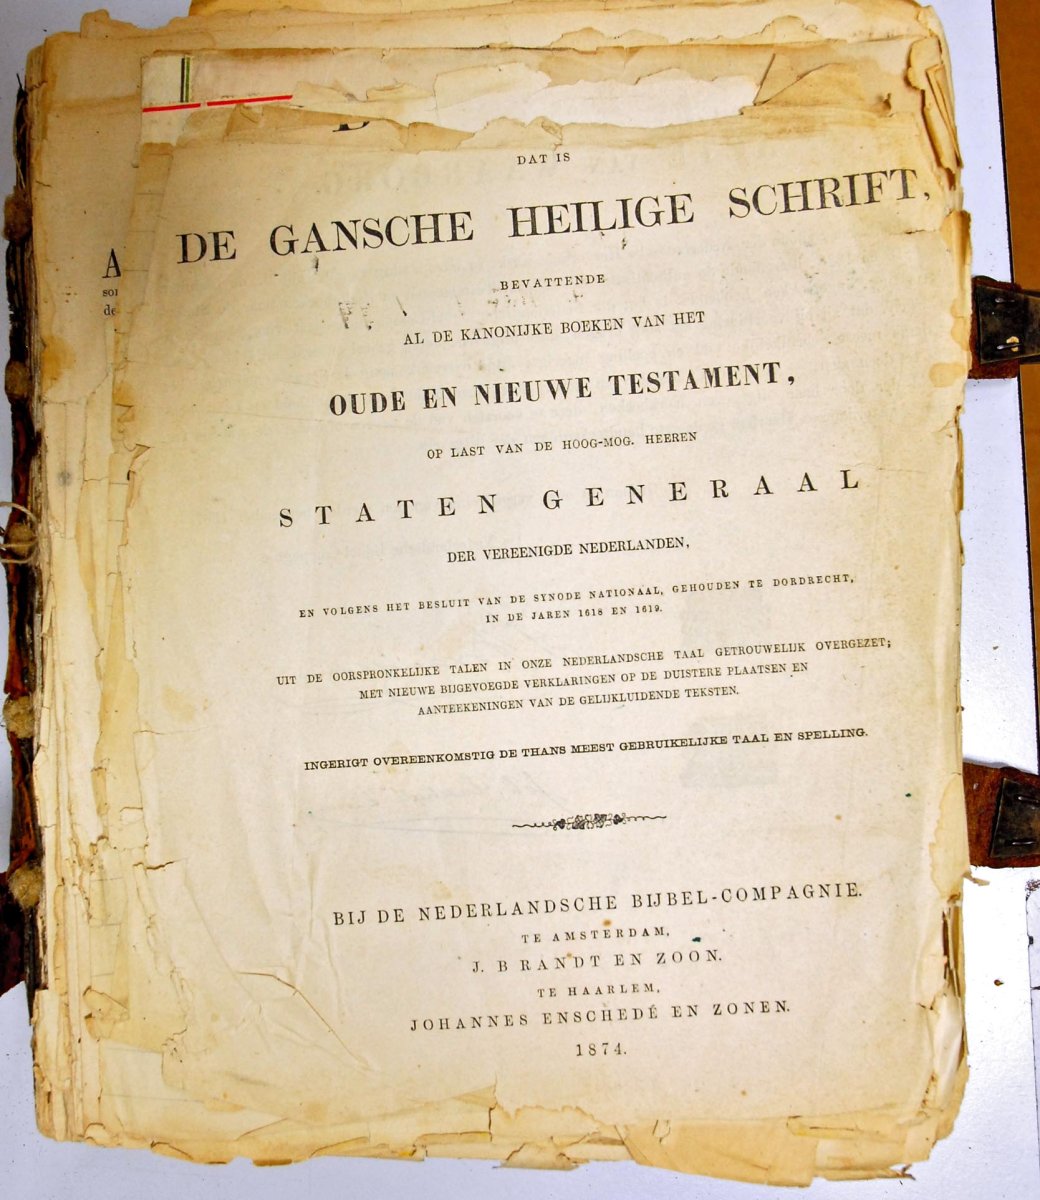 DAT IS
DE GANSCHE HEILIGE SCHRIFT,
BEVATTENDE
AL DE KANONIJKE BOEKEN VAN HET
OUDE EN NIEUWE TESTAMENT,
OP LAST VAN DE HOOG-MOG. HEEREN
STATEN GENERAAL
DER VEREENIGDE NEDERLANDEN,
EN VOLGENS HET BESLUIT VAN DE SYNODE NATIONAAL, GEHOUDEN TE DORDRECHT,
IN DE JAREN 1618 EN 1619.
UIT DE OORSPRONKELIJKE TALEN IN ONZE NEDERLANDSCHE TAAL GETROUWELIJK OVERGEZET;
MET NIEUWE BIJGEVOEGDE VERKLARINGEN OP DE DUISTERE PLAATSEN EN
AANTEEKENINGEN VAN DE GELIJKLUIDENDE TEKSTEN.
INGERIGT OVEREENKOMSTIG DE THANS MEEST GEBRUIKELIJKE TAAL EN SPELLING.
BIJ DE NEDERLANDSCHE BIJBEL-COMPAGNIE.
TE AMSTERDAM,
J. BRANDT EN ZOON.
TE HAARLEM,
JOHANNES ENSCHEDÉ EN ZONEN.
1874.